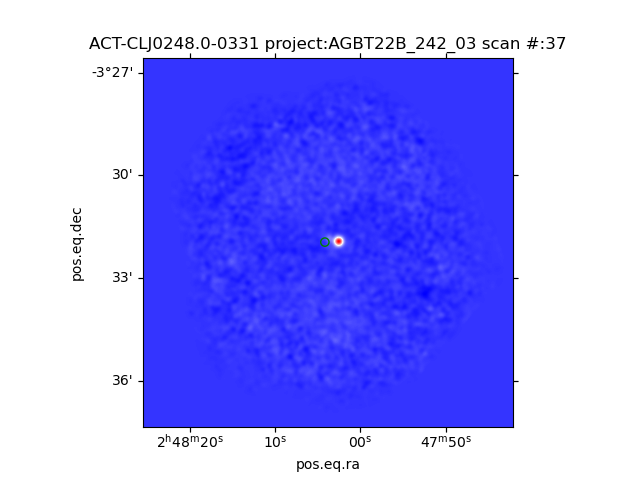 ACT-CLJ0248.0-0331 project:AGBT22B_242_03 scan #:37
-3°27'
30'
33'
36'
pos.eq.dec
2ʰ48ᵐ20ˢ 10ˢ 00ˢ 47ᵐ50ˢ
pos.eq.ra